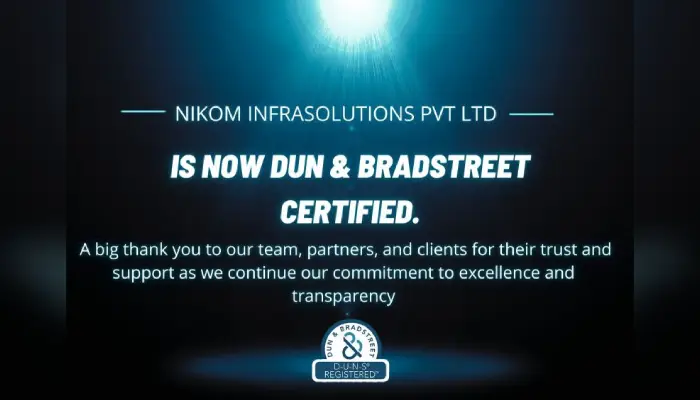 NIKOM INFRASOLUTIONS PVT LTD
IS NOW DUN & BRADSTREET
CERTIFIED.
A big thank you to our team, partners, and clients for their trust and
support as we continue our commitment to excellence and
transparency
DUN & BRADSTREET
&
D-U-N-S®
REGISTERED™